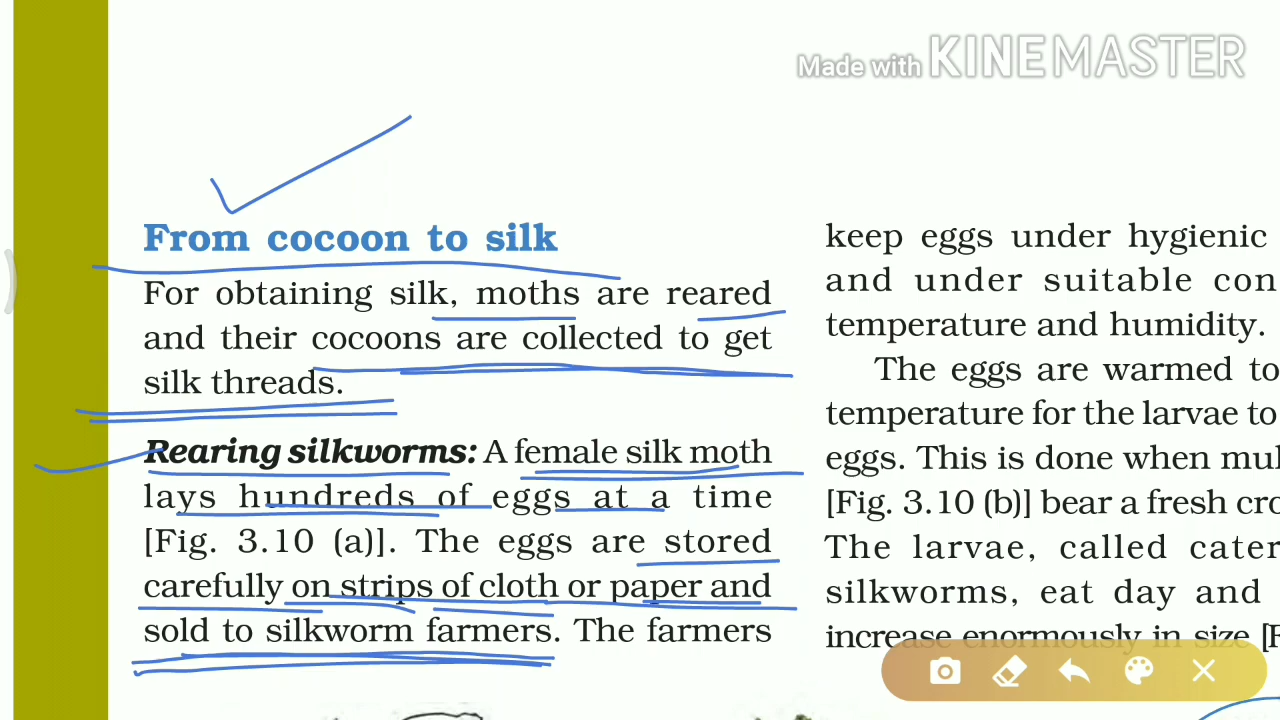 Made with KINEMASTER
From cocoon to silk
For obtaining silk, moths are reared
and their cocoons are collected to get
silk threads.
Rearing silkworms: A female silk moth
lays hundreds of eggs at a time
[Fig. 3.10 (a)]. The eggs are stored
carefully on strips of cloth or paper and
sold to silkworm farmers. The farmers
keep eggs under hygienic
and under suitable con
temperature and humidity.
The eggs are warmed to
temperature for the larvae to
eggs. This is done when mul
[Fig. 3.10 (b)] bear a fresh cro
The larvae, called cater
silkworms, eat day and
increase enormously in size [F